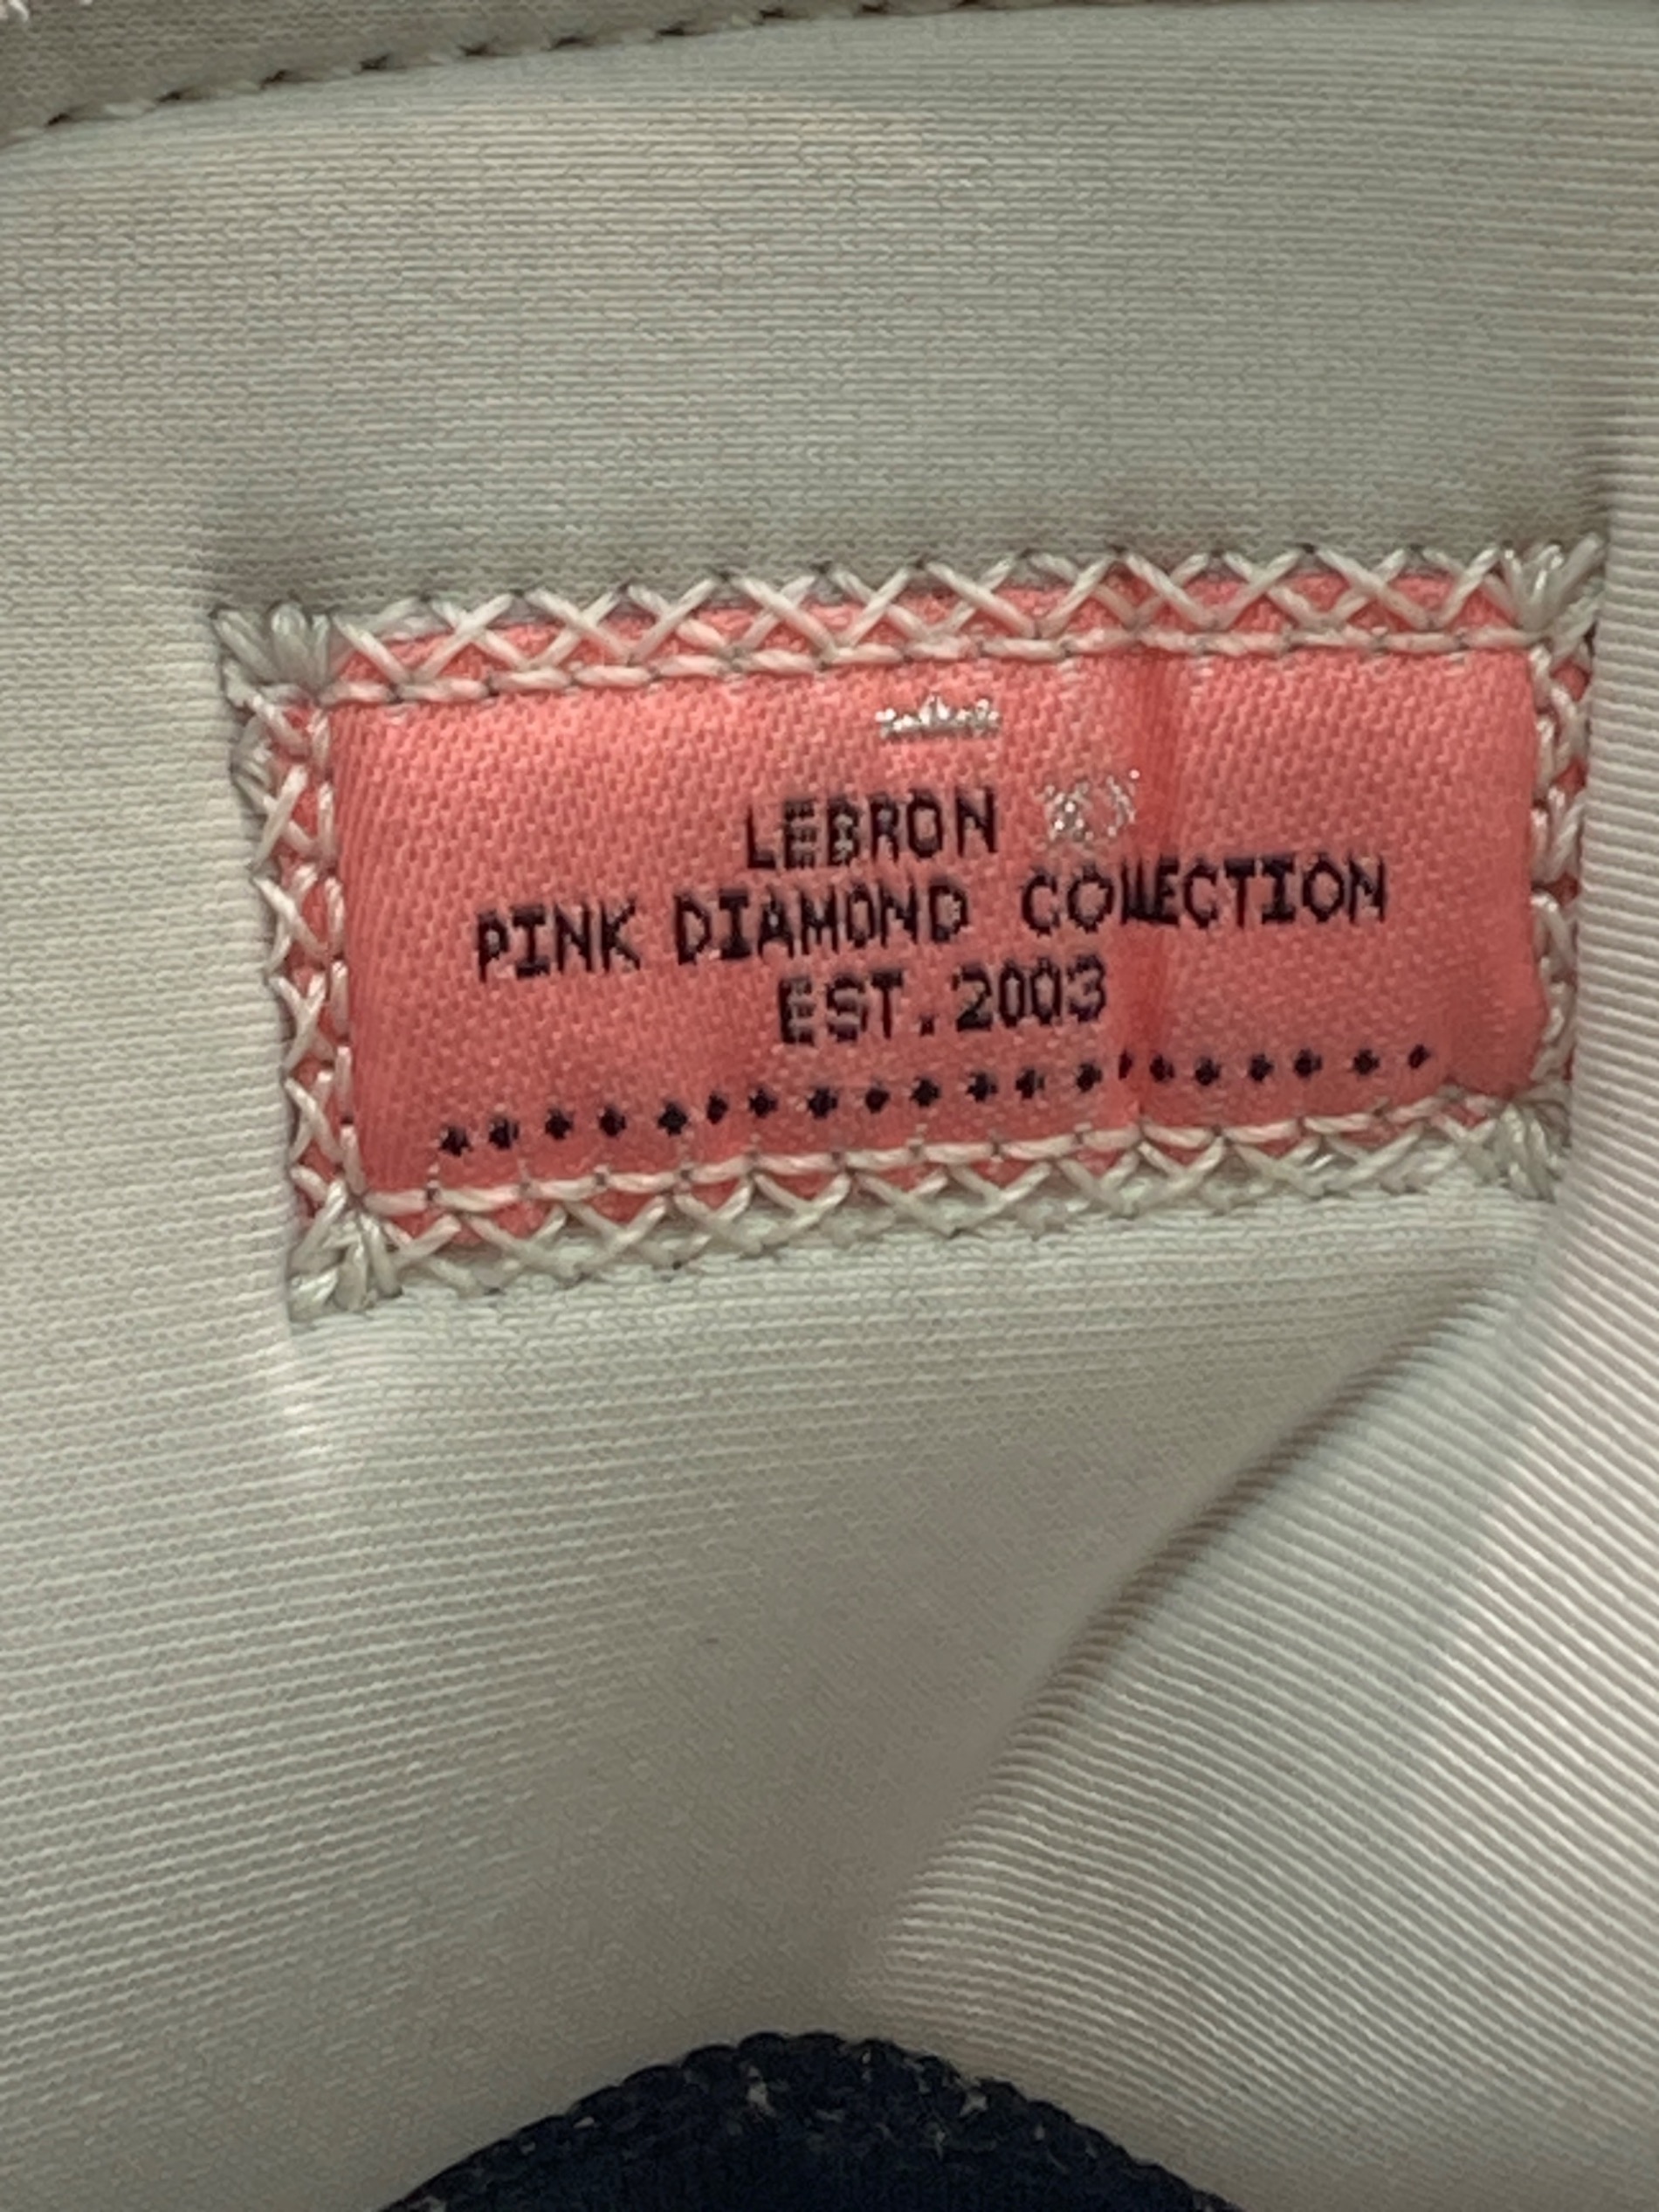 LEBRON
PINK DIAMOND COLLECTION
EST.2003